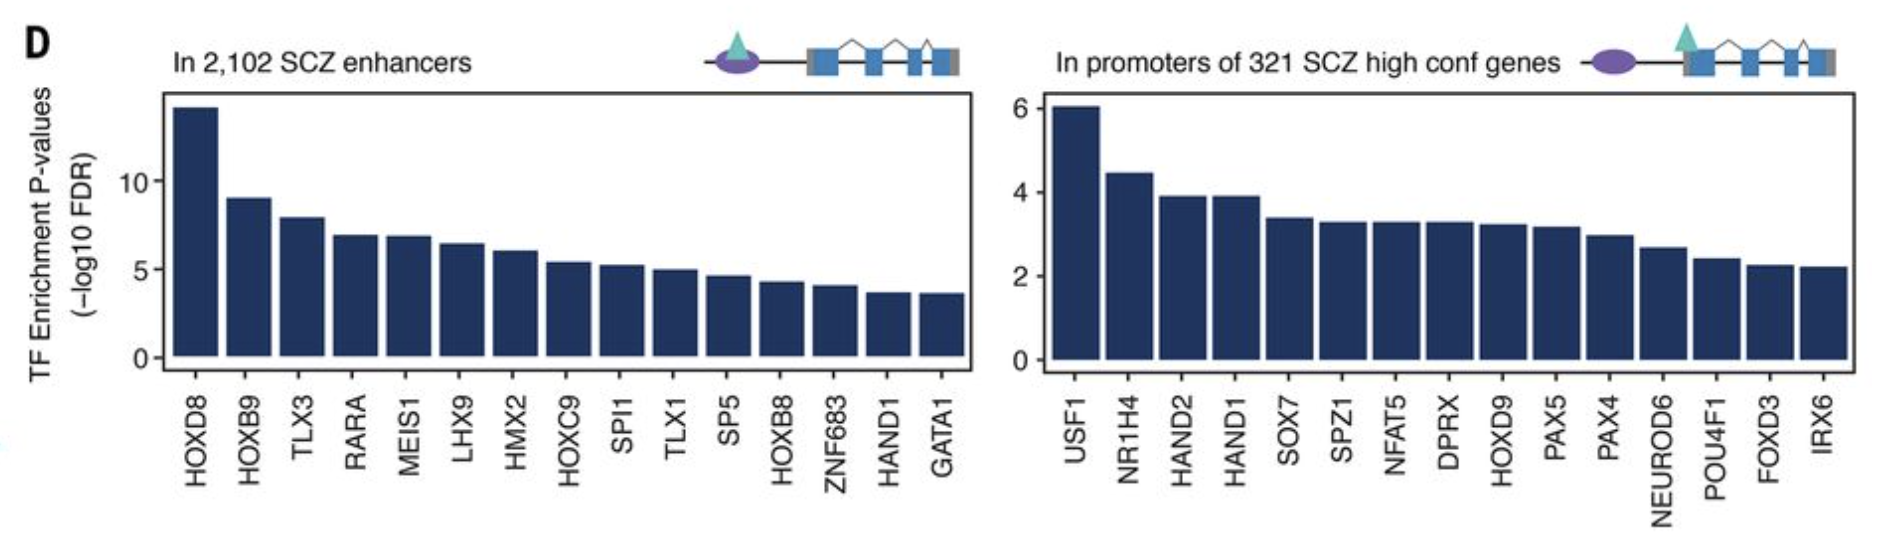 D
In 2,102 SCZ enhancers
TF Enrichment P-values
(−log10 FDR)
10
5
0
HOXD8
HOXB9
TLX3
RARA
MEIS1
LHX9
HMX2
HOXC9
SPI1
TLX1
SP5
HOXB8
ZNF683
HAND1
GATA1
In promoters of 321 SCZ high conf genes
6
4
2
0
USF1
NR1H4
HAND2
HAND1
SOX7
SPZ1
NFAT5
DPRX
HOXD9
PAX5
PAX4
NEUROD6
POU4F1
FOXD3
IRX6